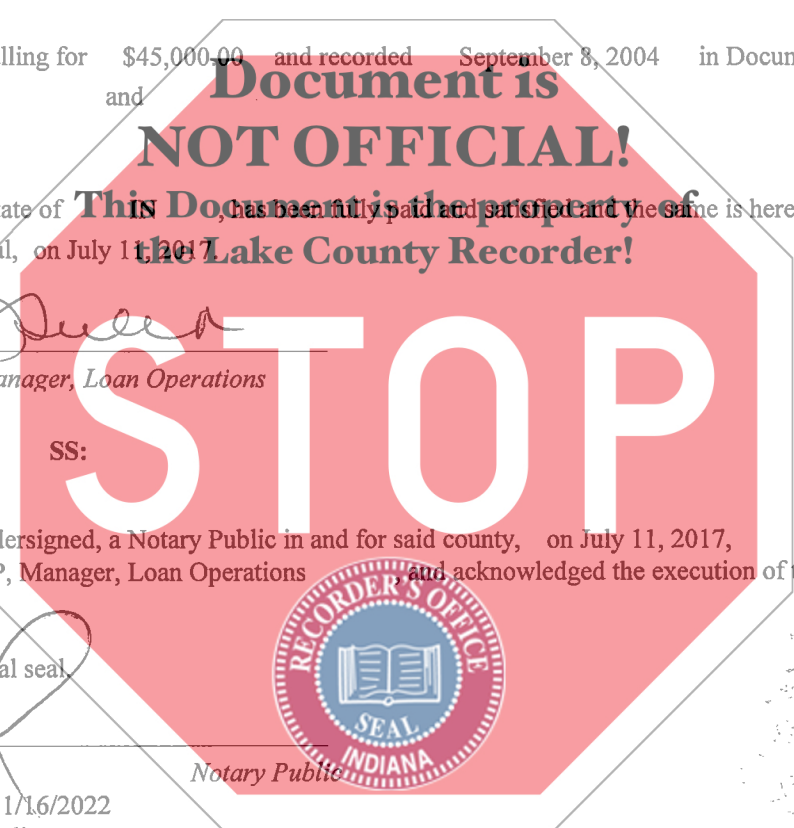 lling for $45,000.00 and recorded September 8, 2004 in Docum
Document is
and
NOT OFFICIAL!
ate of IN , has been fully paid and satisfied and the same is here
This Document is the property of
l, on July 11, 2017.
the Lake County Recorder!
STOP
anager, Loan Operations
SS:
dersigned, a Notary Public in and for said county, on July 11, 2017,
P, Manager, Loan Operations , and acknowledged the execution of t
RECORDER'S OFFICE
al seal.
SEAL
INDIANA
Notary Public
1/16/2022